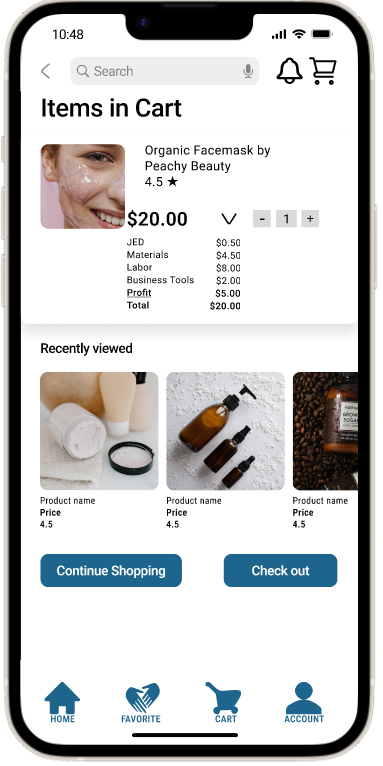 10:48
Search
Items in Cart
Organic Facemask by
Peachy Beauty
4.5 ★
$20.00 - 1 +
JED $0.50
Materials $4.50
Labor $8.00
Business Tools $2.00
Profit $5.00
Total $20.00
Recently viewed
GROW
SUGAR
Product name Product name Product name
Price Price Price
4.5 4.5 4.5
Continue Shopping Check out
HOME FAVORITE CART ACCOUNT